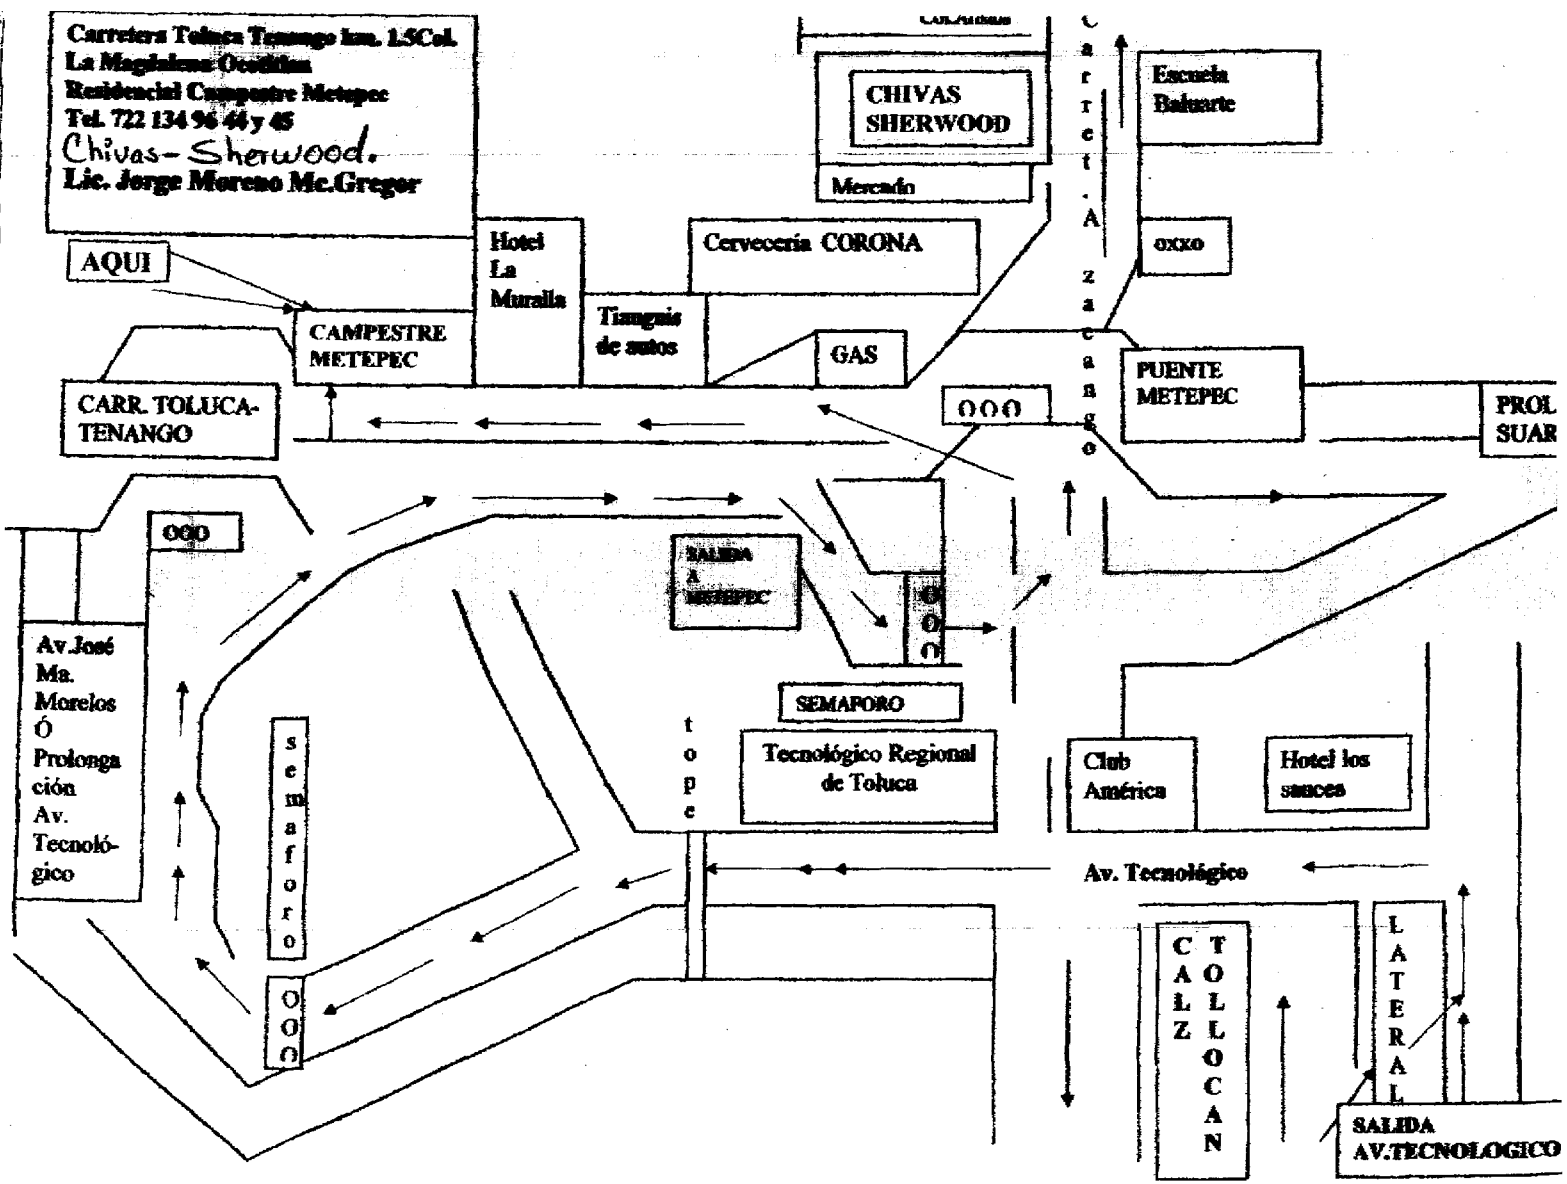 Carretera Toluca Tenango km. 1.5Col.
La Magdalena Ocotitlan
Residencial Campestre Metepec
Tel. 722 134 96 44 y 45
Chivas-Sherwood.
Lic. Jorge Moreno Mc.Gregor
AQUI
CAMPESTRE
METEPEC
CARR. TOLUCA-
TENANGO
Hotel
La
Muralla
Tianguis
de autos
Cervecería CORONA
GAS
CHIVAS
SHERWOOD
Mercado
Carret. A zacango
Escuela
Baluarte
oxxo
PUENTE
METEPEC
OOO
PROL
SUAR
OOO
SALIDA
A
METEPEC
O
O
O
SEMAFORO
Av.José
Ma.
Morelos
Ó
Prolonga
ción
Av.
Tecnoló-
gico
semaforo
O
O
O
tope
Tecnológico Regional
de Toluca
Club
América
Hotel los
sauces
Av. Tecnológico
CALZ
TOLLOCAN
LATERAL
SALIDA
AV.TECNOLOGICO